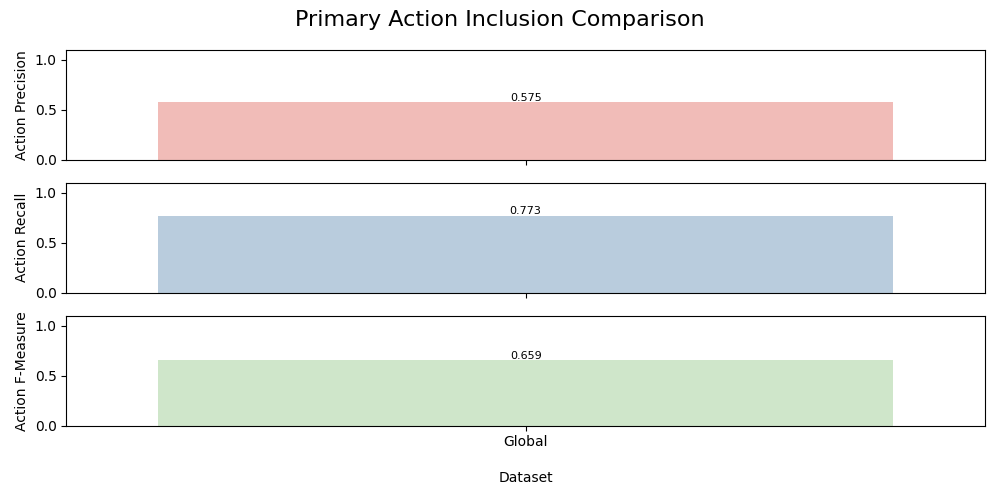 Primary Action Inclusion Comparison
Action Precision
1.0
0.5
0.0
0.575
Action Recall
1.0
0.5
0.0
0.773
Action F-Measure
1.0
0.5
0.0
0.659
Global
Dataset